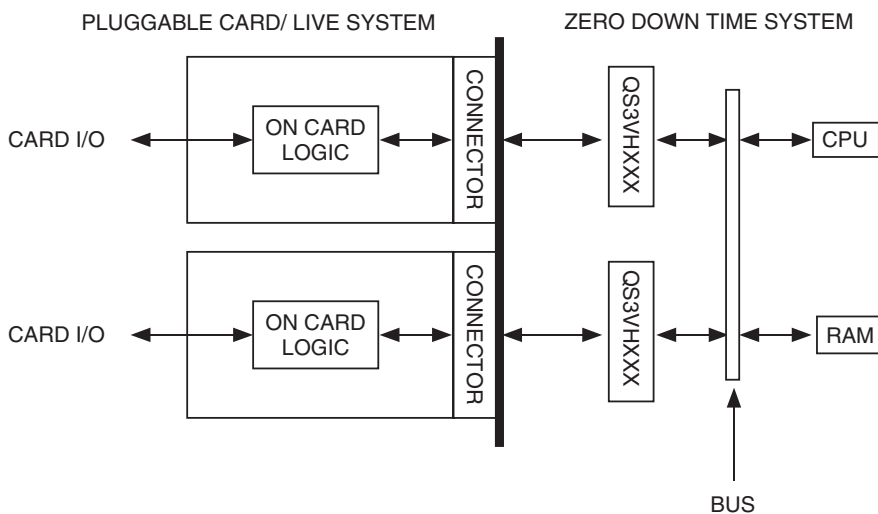 PLUGGABLE CARD/ LIVE SYSTEM
ZERO DOWN TIME SYSTEM
CARD I/O
ON CARD
LOGIC
CONNECTOR
QS3VHXXX
CPU
CARD I/O
ON CARD
LOGIC
CONNECTOR
QS3VHXXX
RAM
BUS